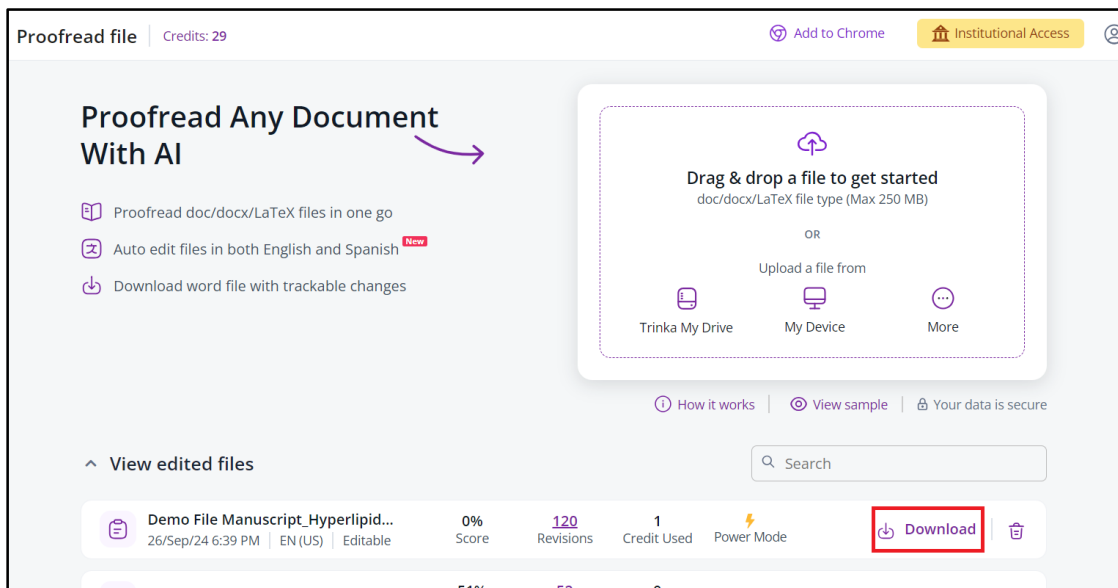 Proofread file
Credits: 29
Add to Chrome
Institutional Access
Proofread Any Document
With AI
Proofread doc/docx/LaTeX files in one go
Auto edit files in both English and Spanish New
Download word file with trackable changes
Drag & drop a file to get started
doc/docx/LaTeX file type (Max 250 MB)
OR
Upload a file from
Trinka My Drive
My Device
More
How it works
View sample
Your data is secure
View edited files
Search
Demo File Manuscript_Hyperlipid...
26/Sep/24 6:39 PM | EN (US) | Editable
0%
Score
120
Revisions
1
Credit Used
Power Mode
Download